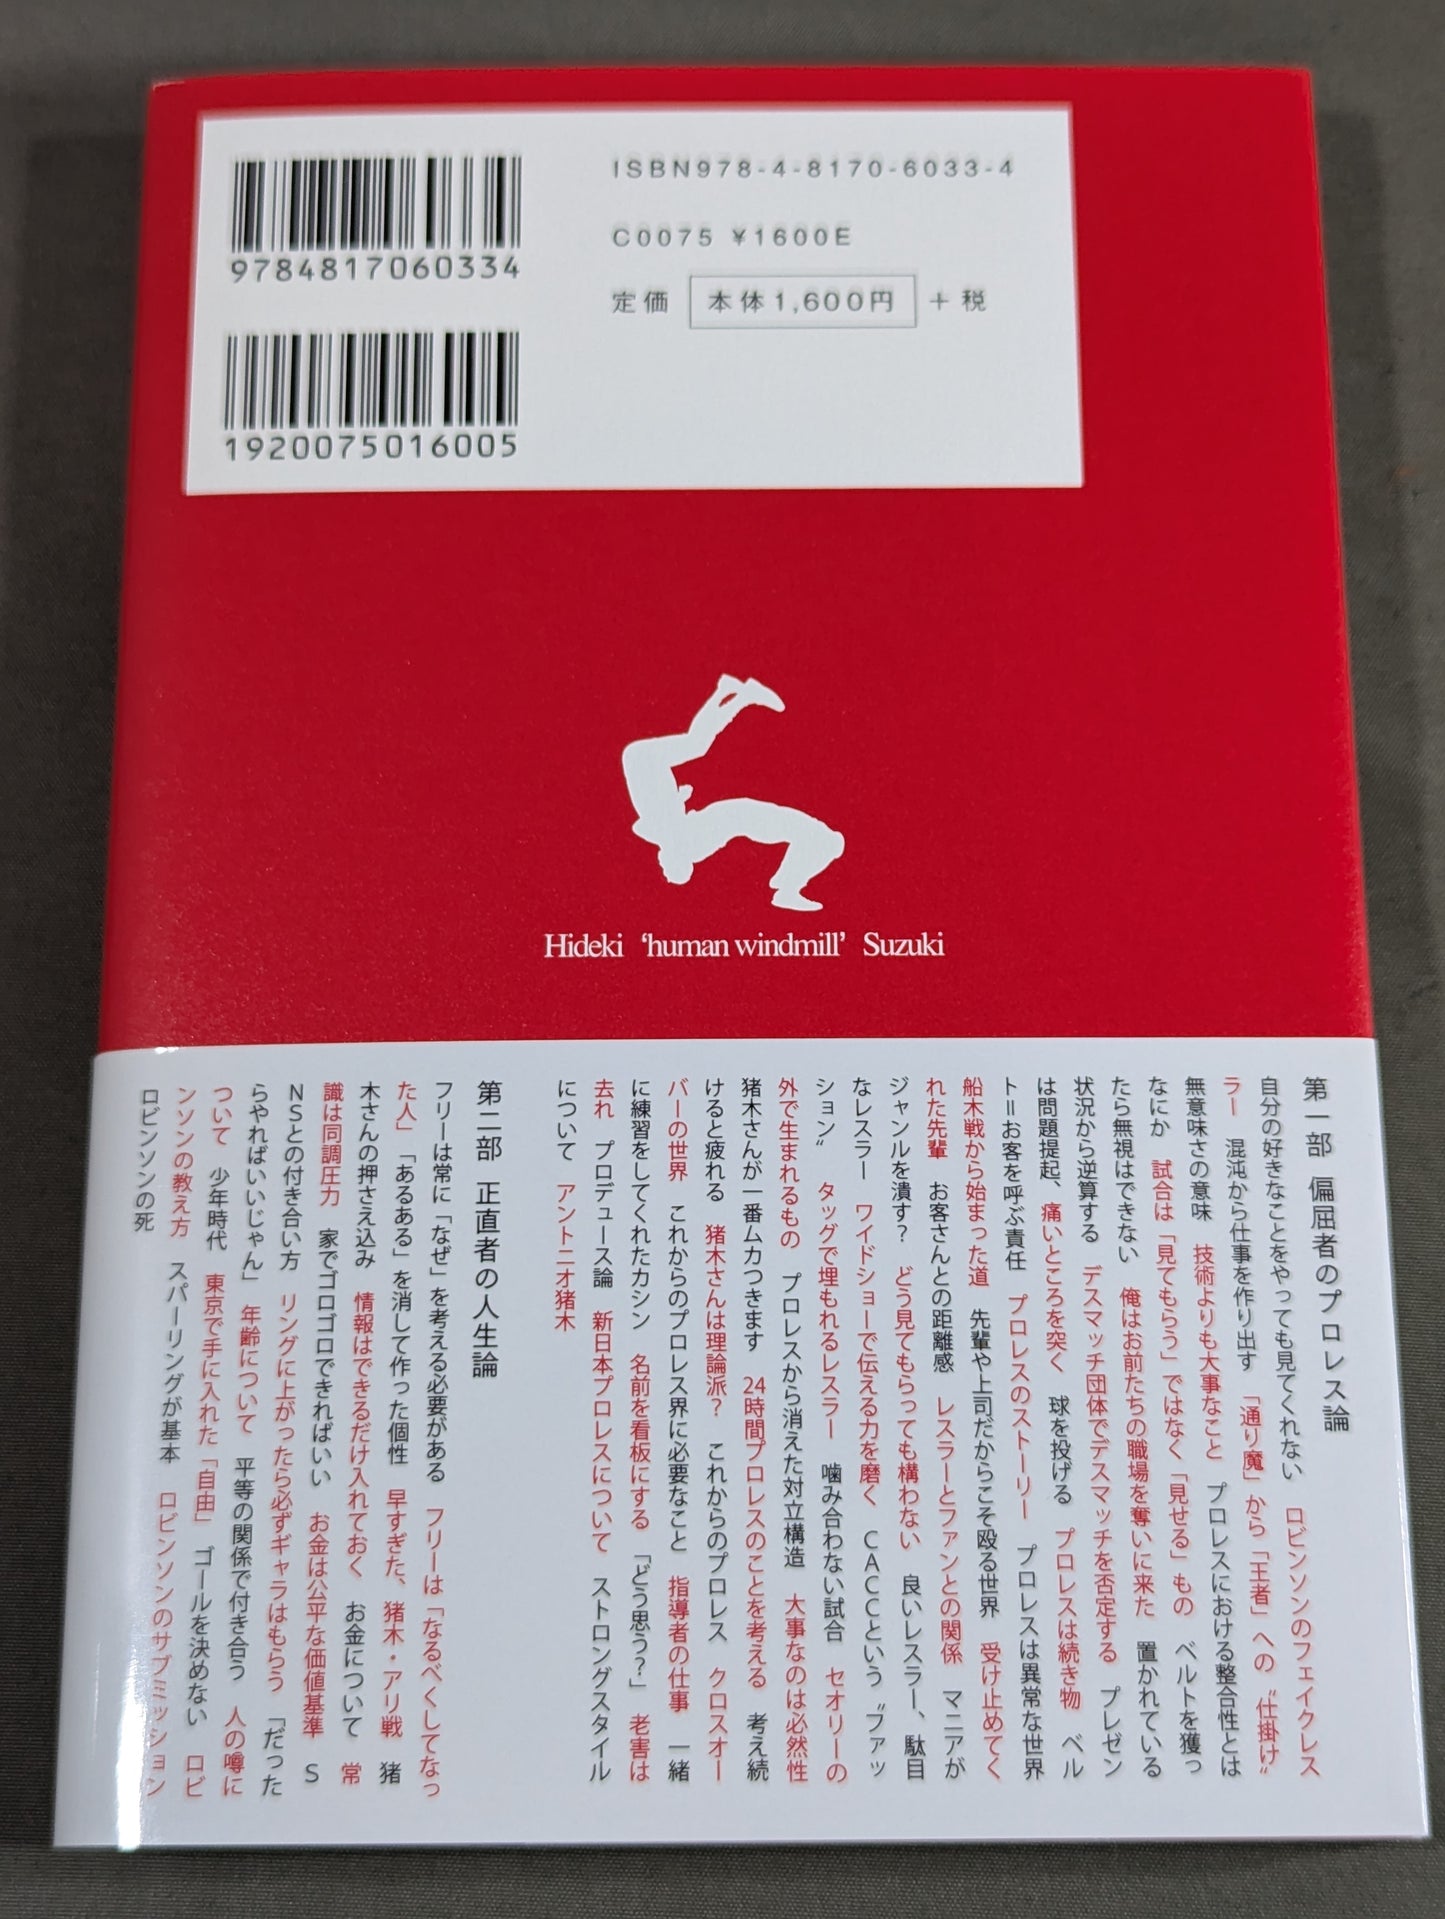 ISBN978-4-8170-6033-4
C0075 ¥1600E
定価 本体1,600円 +税
9784817060334
1920075016005
Hideki ‘human windmill’ Suzuki
第一部 偏屈者のプロレス論
自分の好きなことをやっても見てくれない ロビンソンのフェイクレス
ラー 混沌から仕事を作り出す 「通り魔」から「王者」への〝仕掛け〟
無意味さの意味 技術よりも大事なこと プロレスにおける整合性とは
なにか 試合は「見てもらう」ではなく「見せる」もの ベルトを獲っ
たら無視はできない 俺はお前たちの職場を奪いに来た 置かれている
状況から逆算する デスマッチ団体でデスマッチを否定する プレゼン
は問題提起、痛いところを突く 球を投げる プロレスは続き物 ベル
ト=お客を呼ぶ責任 プロレスのストーリー プロレスは異常な世界
船木戦から始まった道 先輩や上司だからこそ殴る世界 受け止めてく
れた先輩 お客さんとの距離感 レスラーとファンとの関係 マニアが
ジャンルを潰す? どう見てもらっても構わない 良いレスラー、駄目
なレスラー ワイドショーで伝える力を磨く CACCという〝ファッ
ション〟 タッグで埋もれるレスラー 噛み合わない試合 セオリーの
外で生まれるもの プロレスから消えた対立構造 大事なのは必然性
猪木さんが一番ムカつきます 24時間プロレスのことを考える 考え続
けると疲れる 猪木さんは理論派? これからのプロレス クロスオー
バーの世界 これからのプロレス界に必要なこと 指導者の仕事 一緒
に練習をしてくれたカシン 名前を看板にする 「どう思う?」 老害は
去れ プロデュース論 新日本プロレスについて ストロングスタイル
について アントニオ猪木
第二部 正直者の人生論
フリーは常に「なぜ」を考える必要がある フリーは「なるべくしてなっ
た人」 「あるある」を消して作った個性 早すぎた、猪木・アリ戦 猪
木さんの押さえ込み 情報はできるだけ入れておく お金について 常
識は同調圧力 家でゴロゴロできればいい お金は公平な価値基準 S
NSとの付き合い方 リングに上がったら必ずギャラはもらう 「だった
らやればいいじゃん」 年齢について 平等の関係で付き合う 人の噂に
ついて 少年時代 東京で手に入れた「自由」 ゴールを決めない ロビ
ンソンの教え方 スパーリングが基本 ロビンソンのサブミッション
ロビンソンの死